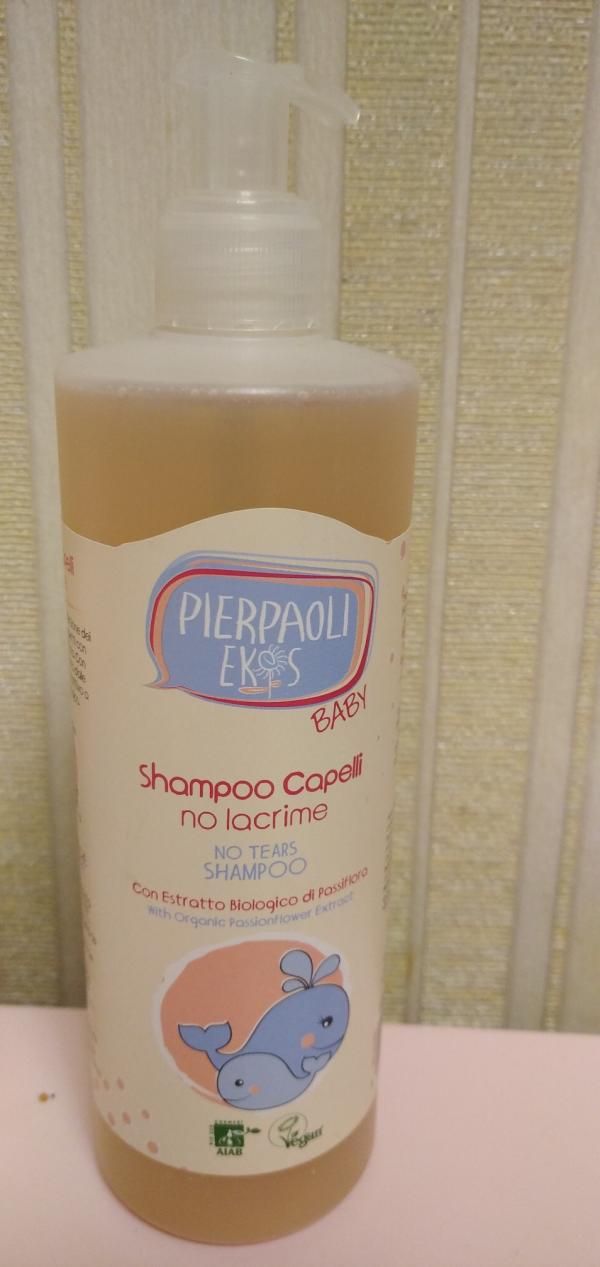 PIERPAOLI
EKOS
BABY
Shampoo Capelli
no lacrime
NO TEARS
SHAMPOO
Con Estratto Biologico di Passiflora
With Organic Passionflower Extract
AIAB
Vegan